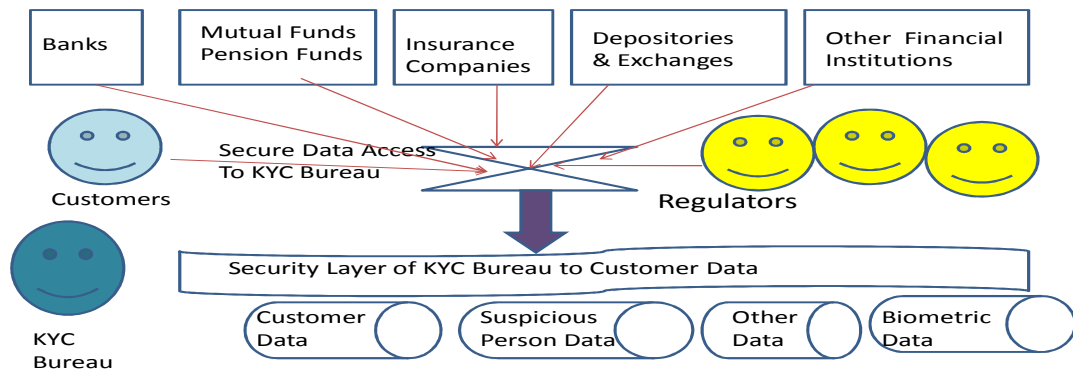 Banks
Mutual Funds
Pension Funds
Insurance
Companies
Depositories
& Exchanges
Other Financial
Institutions
Secure Data Access
To KYC Bureau
Customers
Regulators
Security Layer of KYC Bureau to Customer Data
Customer
Data
Suspicious
Person Data
Other
Data
Biometric
Data
KYC
Bureau